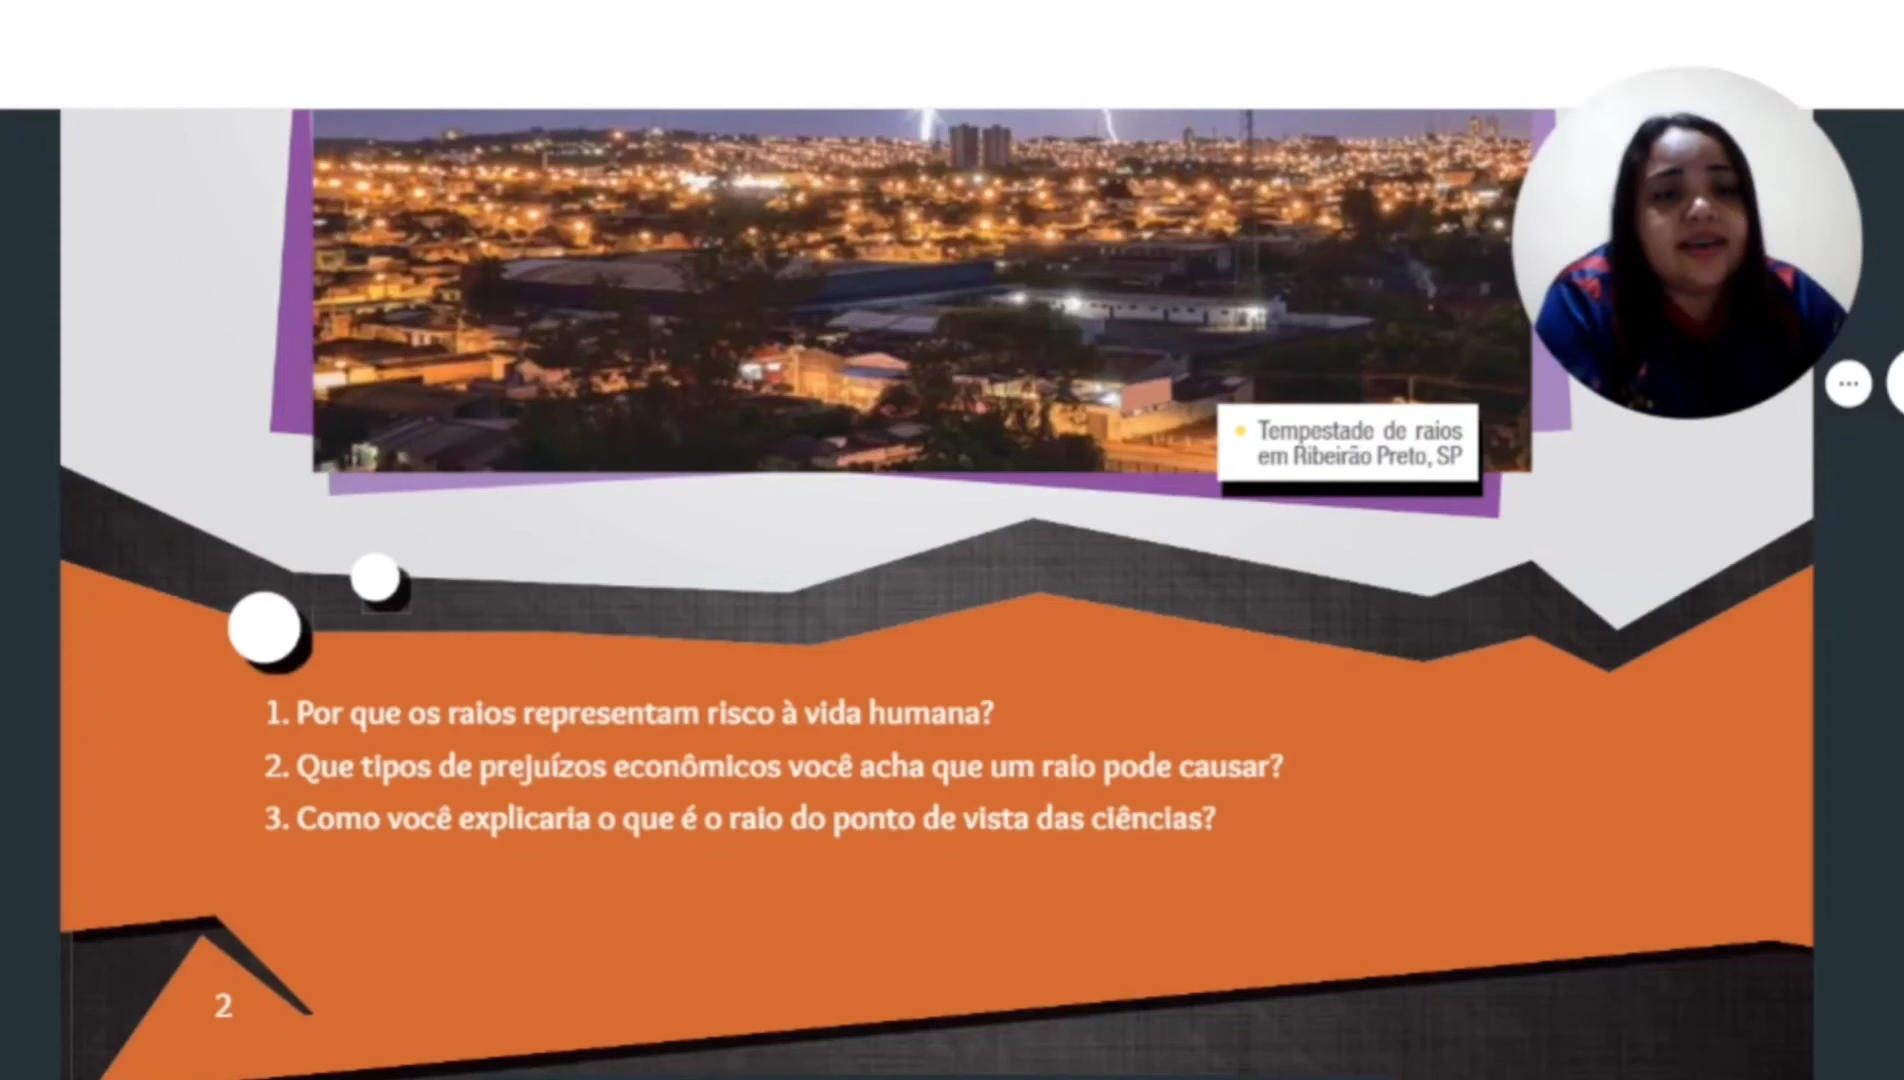 Tempestade de raios
em Ribeirão Preto, SP
1. Por que os raios representam risco à vida humana?
2. Que tipos de prejuízos econômicos você acha que um raio pode causar?
3. Como você explicaria o que é o raio do ponto de vista das ciências?
2